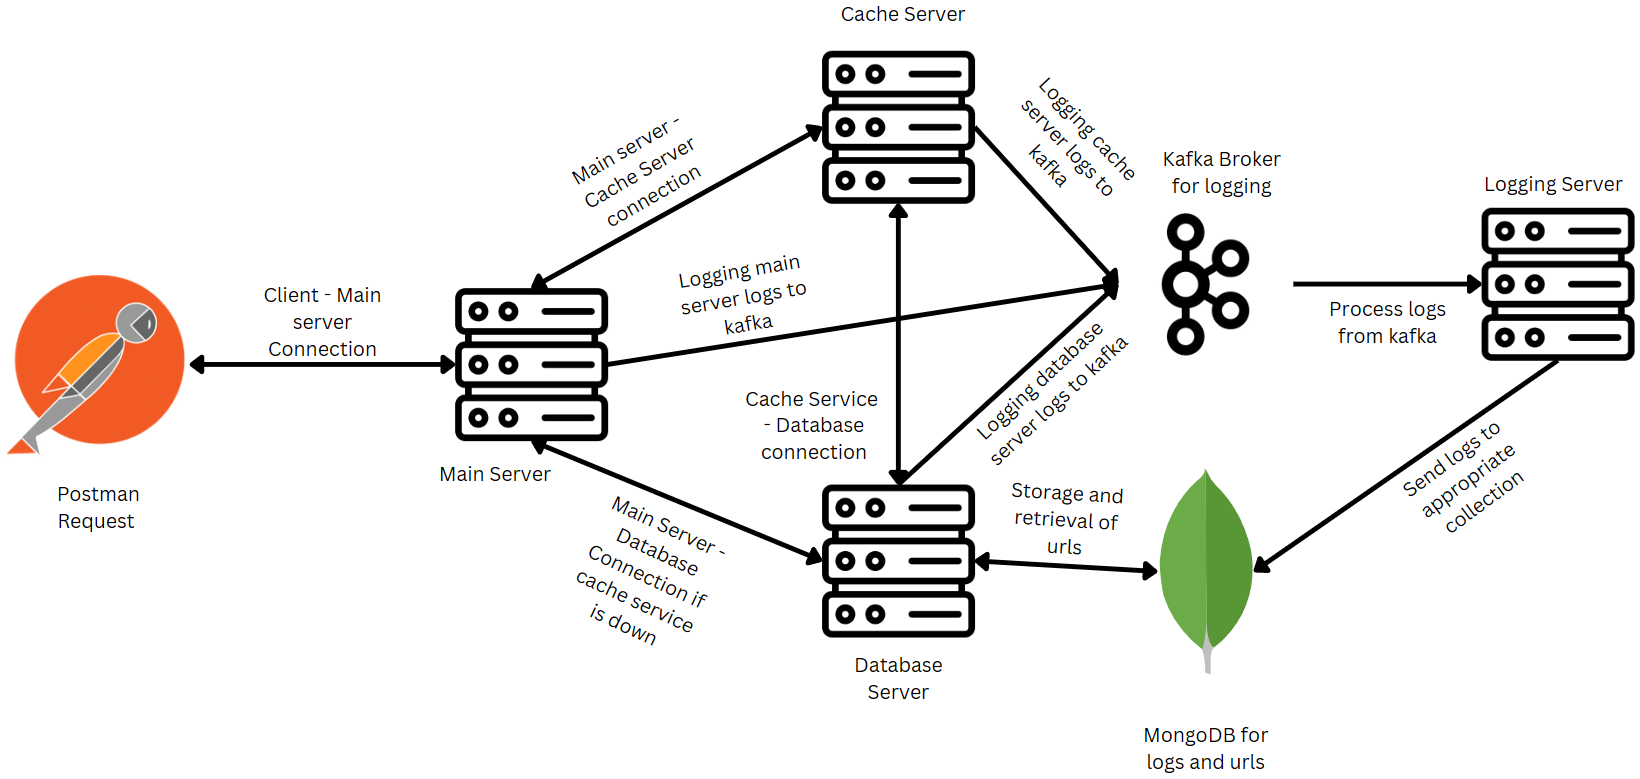 Cache Server
Main server -
Cache Server
connection
Logging cache
server logs to
kafka
Kafka Broker
for logging
Logging Server
Client - Main
server
Connection
Logging main
server logs to
kafka
Process logs
from kafka
Cache Service
- Database
connection
Logging database
server logs to kafka
Main Server
Postman
Request
Main Server -
Database
Connection if
cache service
is down
Storage and
retrieval of
urls
Send logs to
appropriate
collection
Database
Server
MongoDB for
logs and urls